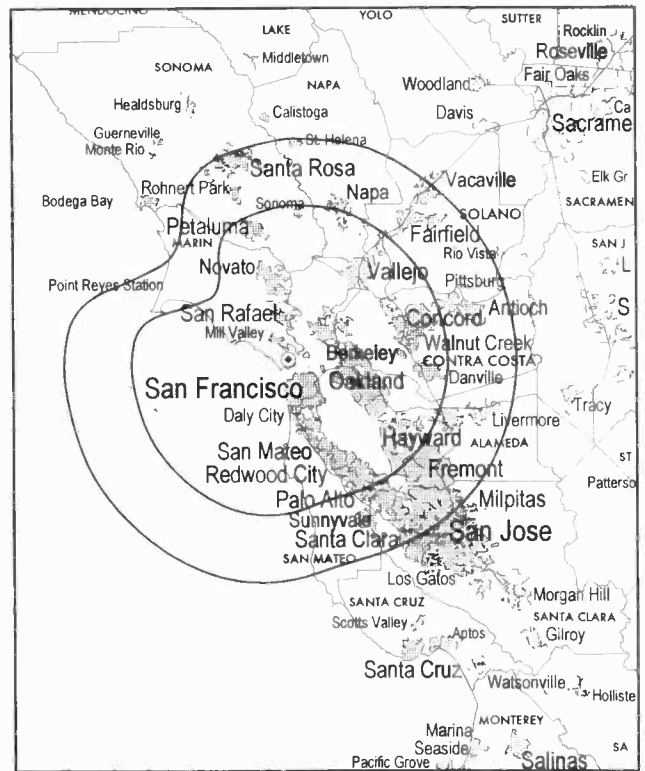 MENDOCINO
YOLO
SUTTER
LAKE
Rocklin
Roseville
Middletown
SONOMA
Fair Oaks
NAPA
Woodland
Healdsburg
Calistoga
Davis
Ca
Sacrame
Guerneville
St. Helena
Monte Rio
Santa Rosa
Elk Gr
Rohnert Park
Napa
Vacaville
Bodega Bay
Sonoma
SACRAMEN
SOLANO
Petaluma
Fairfield
MARIN
SAN J
Rio Vista
Novato
Vallejo
L
Point Reyes Station
Pittsburg
San Rafael
Concord
Antioch
S
Mill Valley
Walnut Creek
Berkeley
CONTRA COSTA
San Francisco
Oakland
Danville
Daly City
Livermore
Tracy
Hayward
ALAMEDA
San Mateo
ST
Redwood City
Fremont
Patterso
Palo Alto
Milpitas
Sunnyvale
San Jose
Santa Clara
SAN MATEO
Los Gatos
Morgan Hill
SANTA CRUZ
SANTA CLARA
Scotts Valley
Aptos
Gilroy
Santa Cruz
Watsonville
Holliste
MONTEREY
Marina
Seaside
SA
Pacific Grove
Salinas